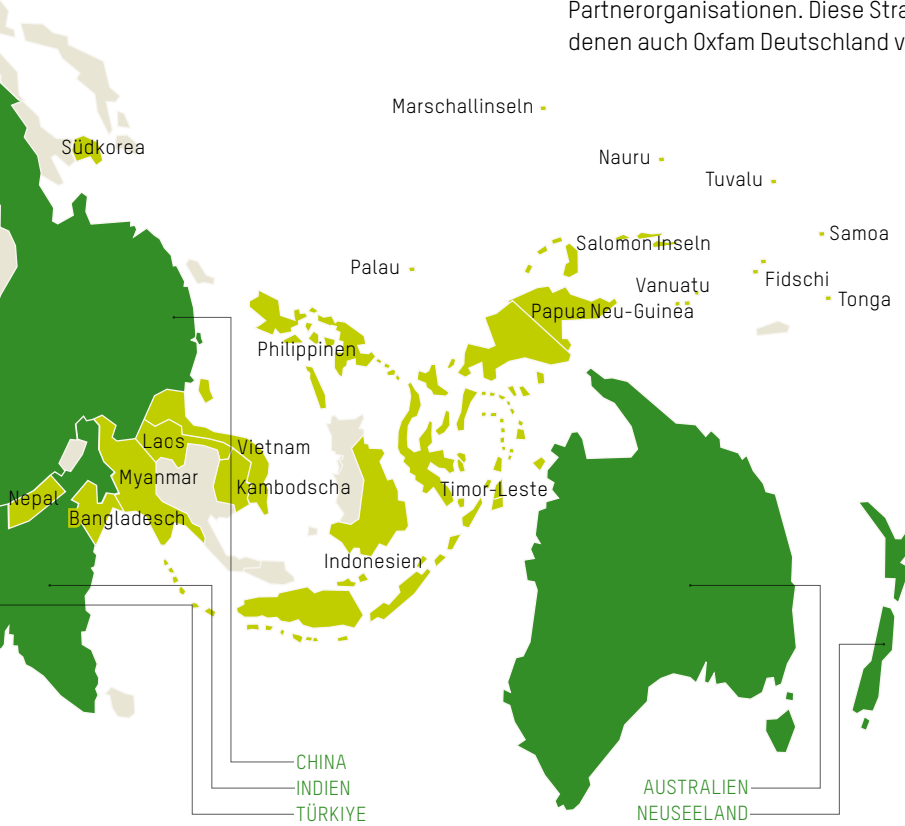 Partnerorganisationen. Diese Stra
denen auch Oxfam Deutschland v
Marschallinseln
Südkorea
Nauru
Tuvalu
Samoa
Salomon Inseln
Palau
Fidschi
Vanuatu
Tonga
Papua Neu-Guinea
Philippinen
Laos
Vietnam
Myanmar
Kambodscha
Timor-Leste
Nepal
Bangladesch
Indonesien
CHINA
INDIEN
TÜRKIYE
AUSTRALIEN
NEUSEELAND